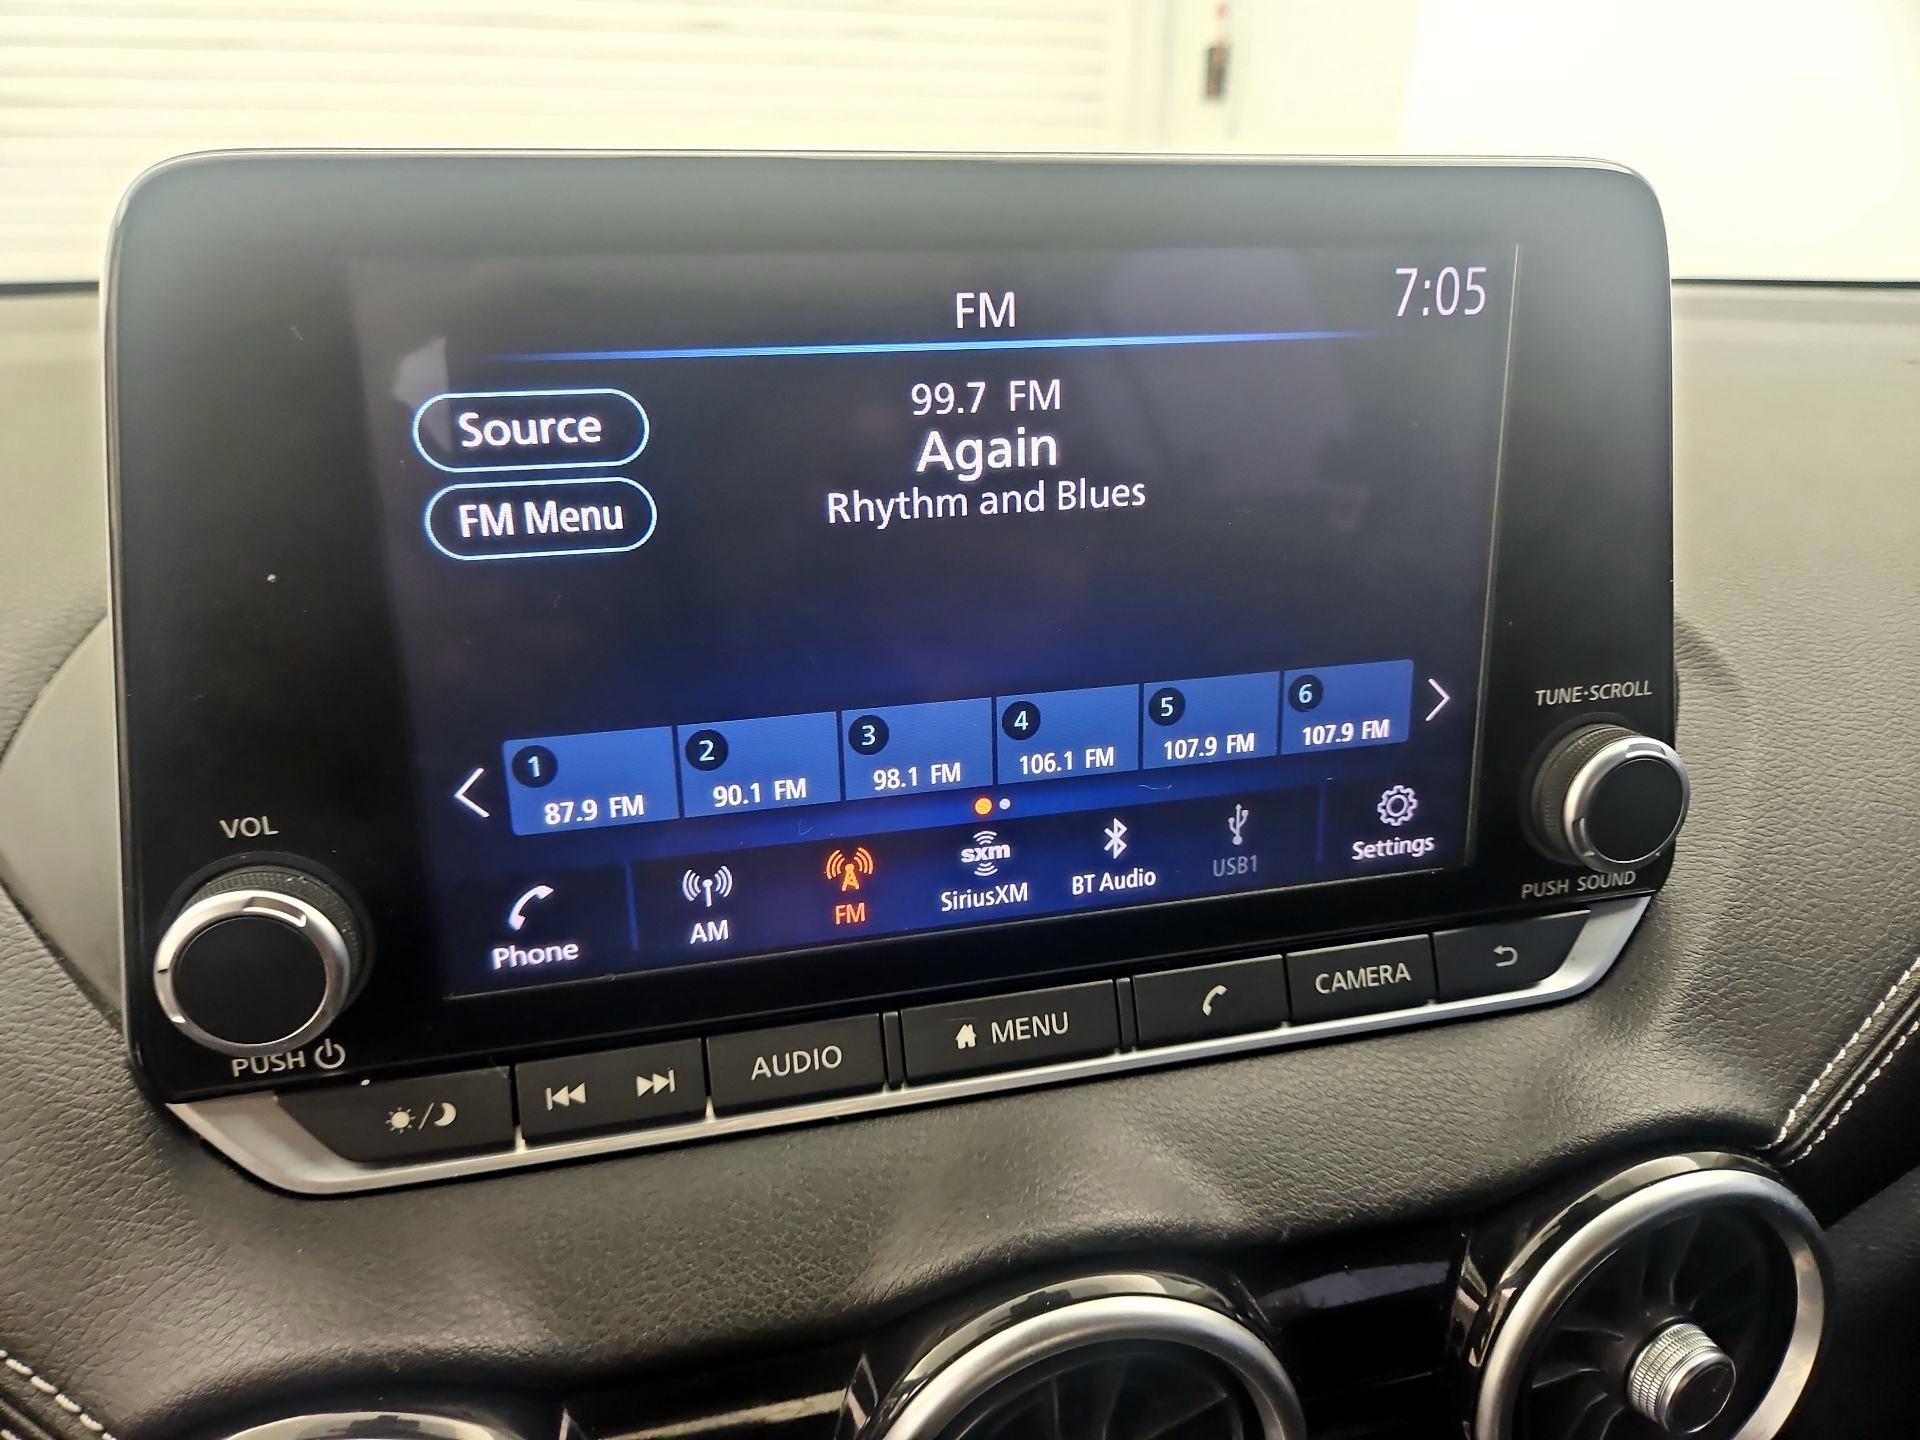 FM
7:05
Source
99.7 FM
Again
FM Menu
Rhythm and Blues
1
87.9 FM
2
90.1 FM
3
98.1 FM
4
106.1 FM
5
107.9 FM
6
107.9 FM
Phone
AM
FM
sxm
SiriusXM
BT Audio
USB1
Settings
VOL
PUSH
TUNE·SCROLL
PUSH SOUND
AUDIO
MENU
CAMERA